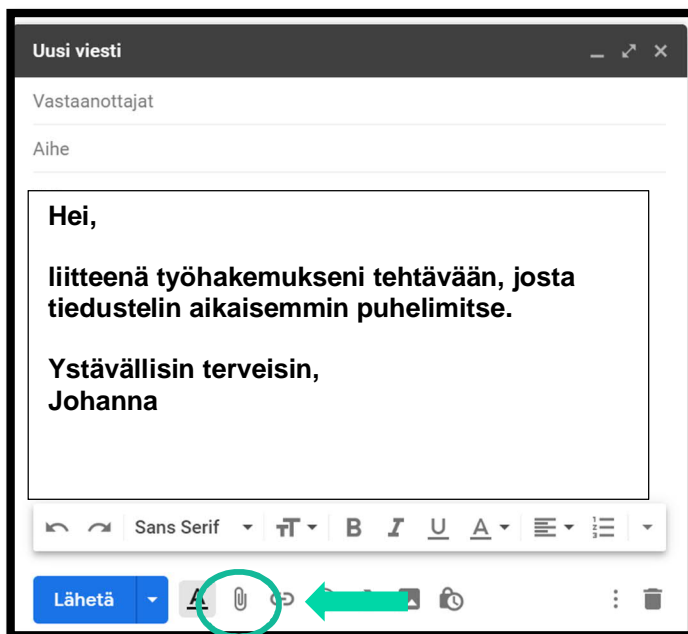 Uusi viesti
Vastaanottajat
Aihe
Hei,
liitteenä työhakemukseni tehtävään, josta
tiedustelin aikaisemmin puhelimitse.
Ystävällisin terveisin,
Johanna
Sans Serif B I U A
Lähetä A